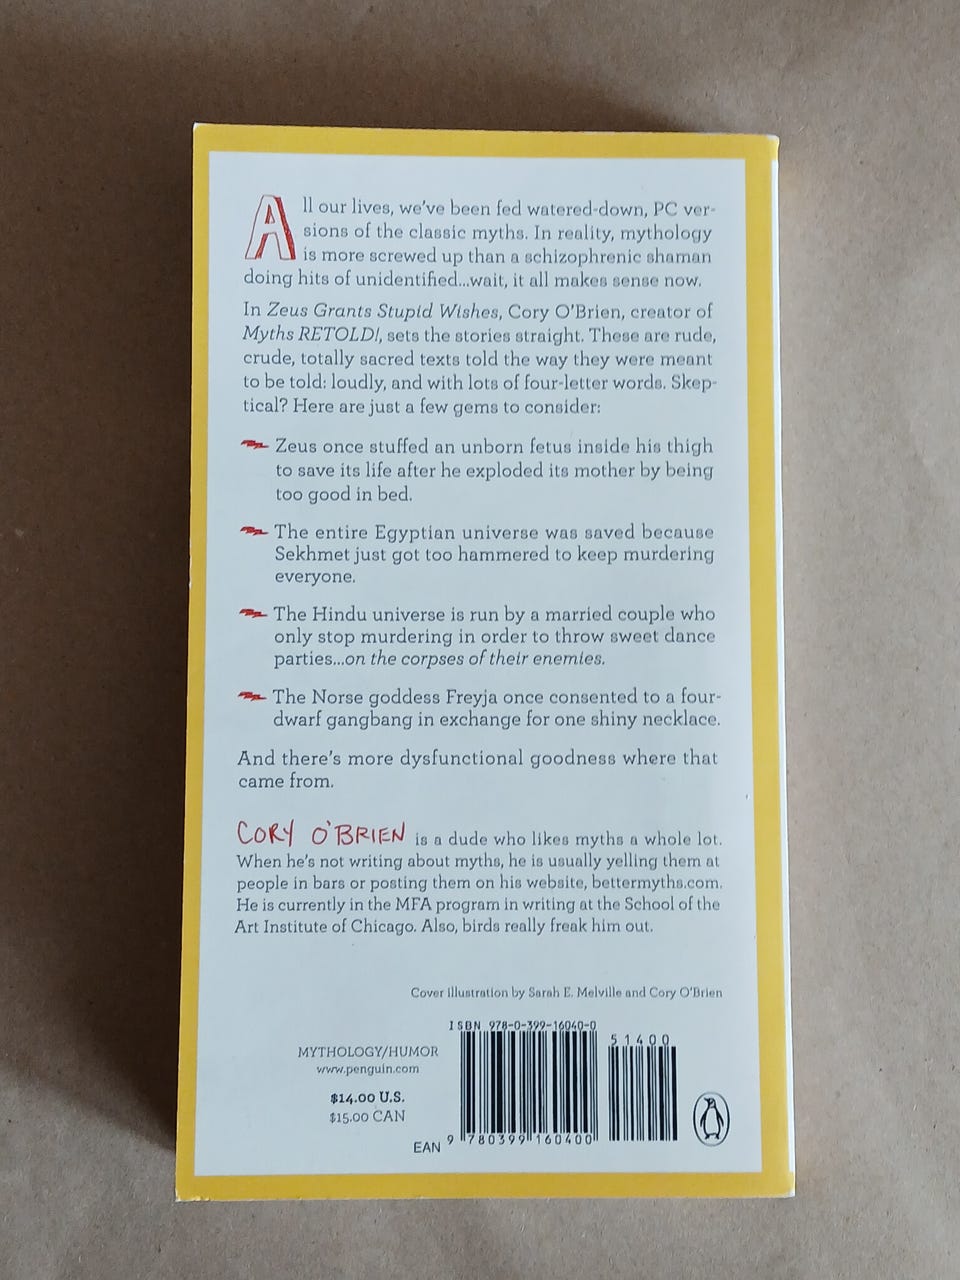 All our lives, we've been fed watered-down, PC ver-
sions of the classic myths. In reality, mythology
is more screwed up than a schizophrenic shaman
doing hits of unidentified...wait, it all makes sense now.
In Zeus Grants Stupid Wishes, Cory O'Brien, creator of
Myths RETOLD!, sets the stories straight. These are rude,
crude, totally sacred texts told the way they were meant
to be told: loudly, and with lots of four-letter words. Skep-
tical? Here are just a few gems to consider:
Zeus once stuffed an unborn fetus inside his thigh
to save its life after he exploded its mother by being
too good in bed.
The entire Egyptian universe was saved because
Sekhmet just got too hammered to keep murdering
everyone.
The Hindu universe is run by a married couple who
only stop murdering in order to throw sweet dance
parties...on the corpses of their enemies.
The Norse goddess Freyja once consented to a four-
dwarf gangbang in exchange for one shiny necklace.
And there's more dysfunctional goodness where that
came from.
CORY O'BRIEN is a dude who likes myths a whole lot.
When he's not writing about myths, he is usually yelling them at
people in bars or posting them on his website, bettermyths.com.
He is currently in the MFA program in writing at the School of the
Art Institute of Chicago. Also, birds really freak him out.
Cover illustration by Sarah E. Melville and Cory O'Brien
MYTHOLOGY/HUMOR
www.penguin.com
$14.00 U.S.
$15.00 CAN
ISBN 978-0-399-16040-0
51400
EAN 9 780399 160400